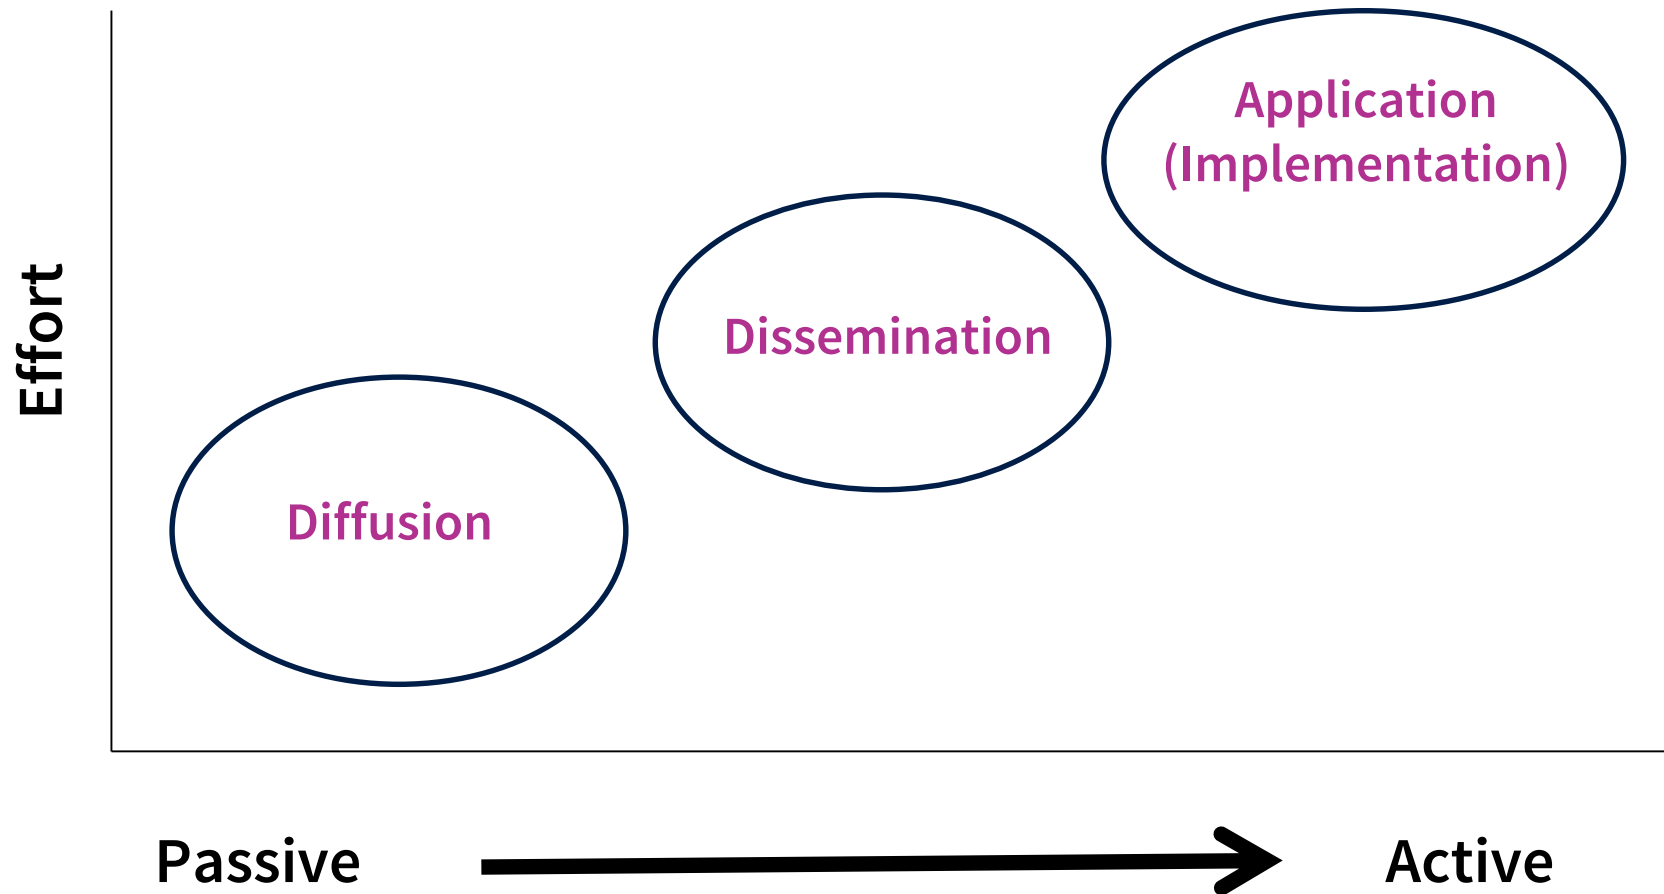 Application
(Implementation)
Dissemination
Effort
Diffusion
Passive
Active